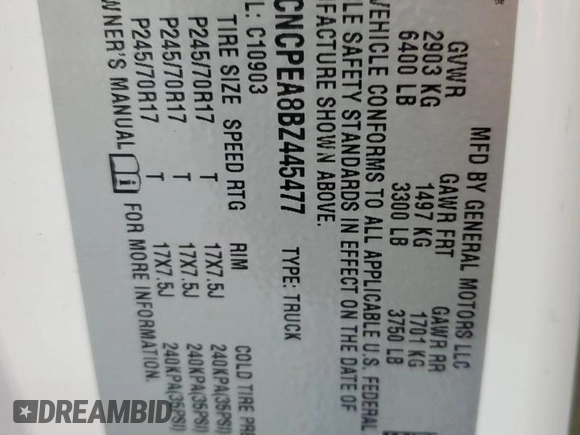 MFD BY GENERAL MOTORS LLC
GVWR GAWR FRT GAWR RR
2903 KG 1497 KG 1701 KG
6400 LB 3300 LB 3750 LB
VEHICLE CONFORMS TO ALL APPLICABLE U.S. FEDERAL
LE SAFETY STANDARDS IN EFFECT ON THE DATE OF
FACTURE SHOWN ABOVE.
CNCPEA8BZ445477 TYPE: TRUCK
L: C10903
TIRE SIZE SPEED RTG RIM COLD TIRE PRE
P245/70R17 T 17X7.5J 240KPA(35PSI)
P245/70R17 T 17X7.5J 240KPA(35PSI)
P245/70R17 T 17X7.5J 240KPA(35PSI)
OWNER'S MANUAL FOR MORE INFORMATION.
DREAMBID